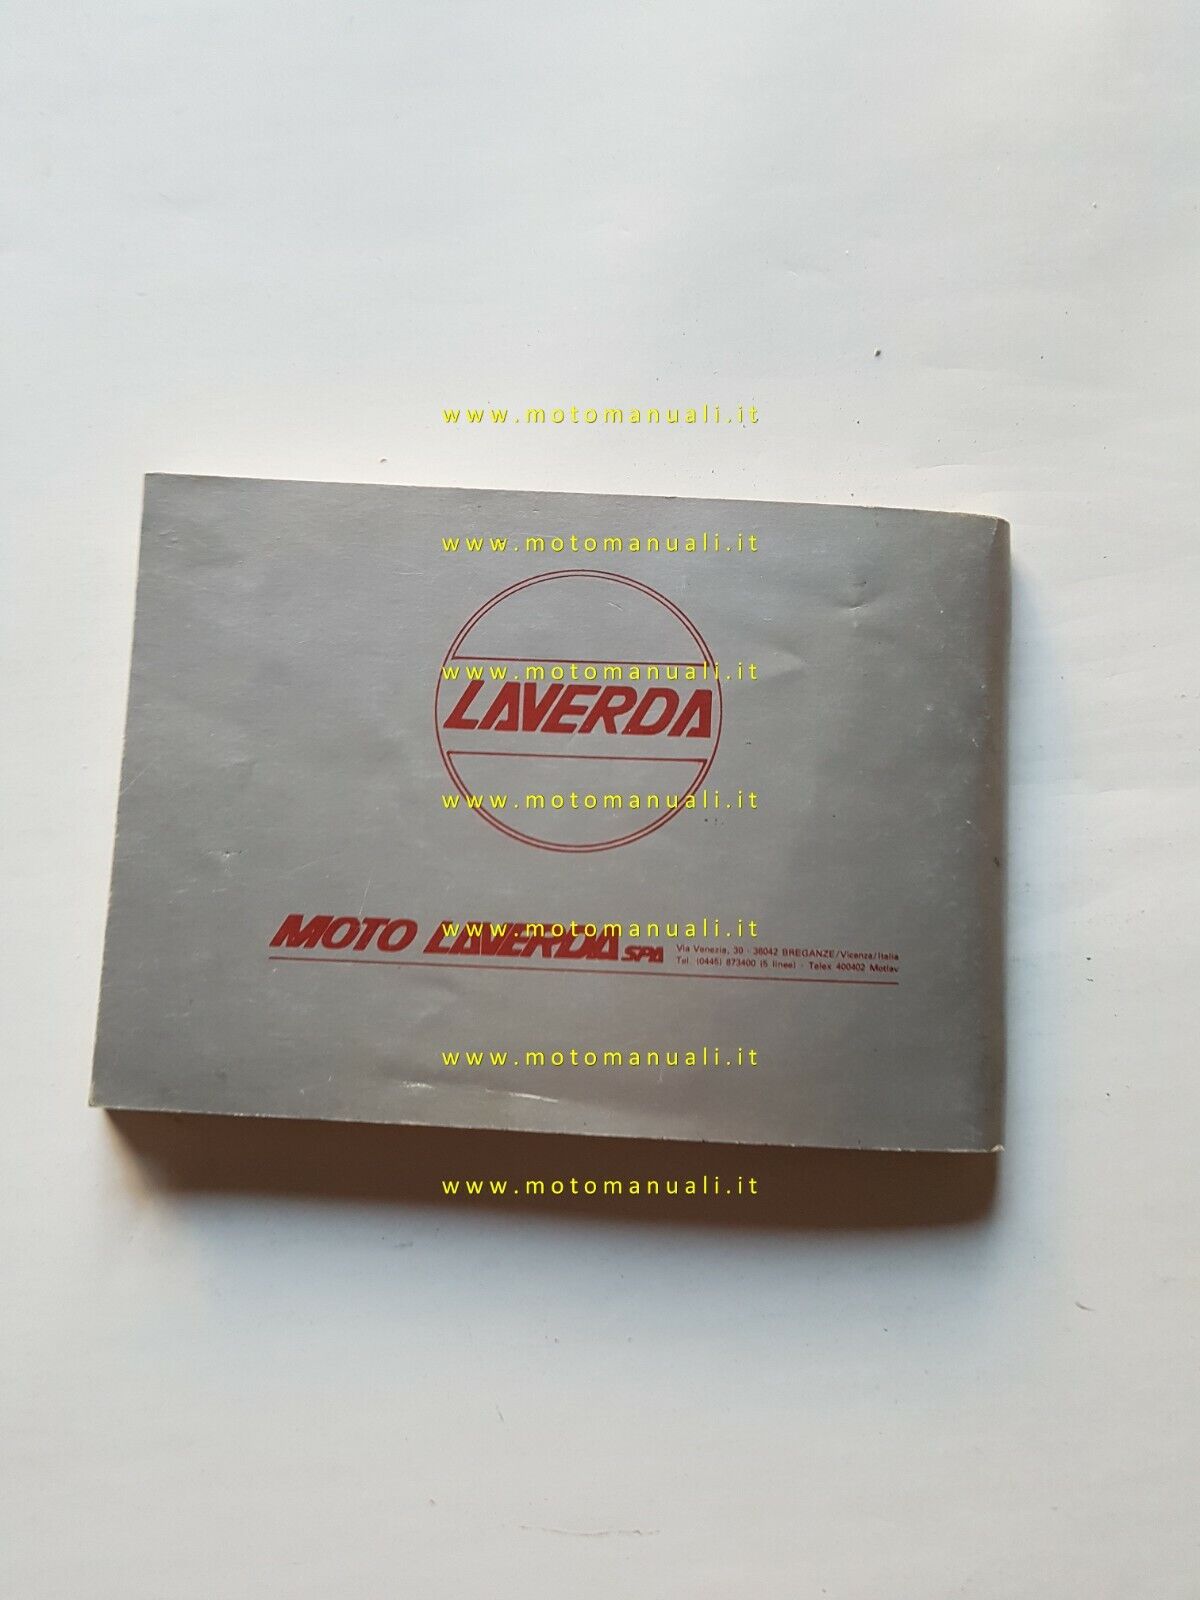 www.motomanuali.it
www.motomanuali.it
www.motomanuali.it
LAVERDA
www.motomanuali.it
www.motomanuali.it
MOTO LAVERDA SPA
Via Venezia, 30 - 36042 BREGANZE/Vicenza/Italia
Tel. (0445) 873400 (5 linee) - Telex 400402 Motlav
www.motomanuali.it
www.motomanuali.it